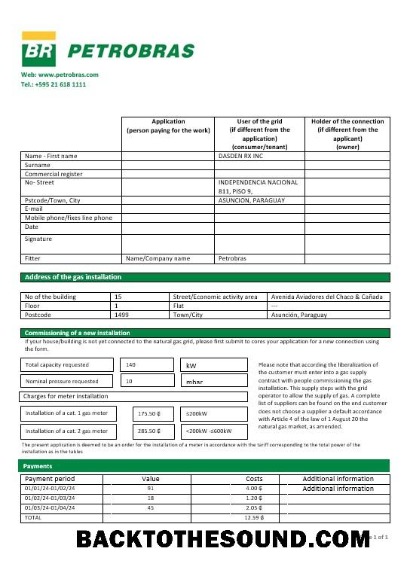 BR PETROBRAS
Web: www.petrobras.com
Tel.: +595 21 618 1111
Application
(person paying for the work)
User of the grid
(if different from the
application)
(consumer/tenant)
Holder of the connection
(if different from the
applicant)
(owner)
Name - First name DASDEN RX INC
Surname
Commercial register
No- Street INDEPENDENCIA NACIONAL
811, PISO 9,
Pstcode/Town, City ASUNCION, PARAGUAY
E-mail
Mobile phone/fixes line phone
Date
Signature
Fitter Name/Company name Petrobras
Address of the gas installation
No of the building 15 Street/Economic activity area Avenida Aviadores del Chaco & Cañada
Floor 1 Flat ---
Postcode 1499 Town/City Asunción, Paraguay
Commissioning of a new installation
If your house/building is not yet connected to the natural gas grid, please first submit to cores your application for a new connection using
the form.
Total capacity requested 140 kW
Nominal pressure requested 18 mbar
Charges for meter installation
Installation of a cat. 1 gas meter 175.50 ₲ ≤200kW
Installation of a cat. 2 gas meter 285.50 ₲ >200kW ≤600kW
Please note that according the liberalisation of
the customer must enter into a gas supply
contract with people commissioning the gas
installation. This supply steps with the grid
operator to allow the supply of gas. A complete
list of suppliers can be found on the end customer
does not choose a supplier a default accordance
with Article 4 of the law of 1 August 20 the
natural gas market, as amended.
The present application is deemed to be an order for the installation of a meter in accordance with the tariff corresponding to the total power of the
installation as in the tables
Payments
Payment period Value Costs Additional information
01/01/24-01/02/24 91 4.00 ₲ Additional information
01/02/24-01/03/24 18 1.20 ₲
01/03/24-01/04/24 45 2.05 ₲
TOTAL 12.59 ₲
BACKTOTHESOUND.COM
1 of 1